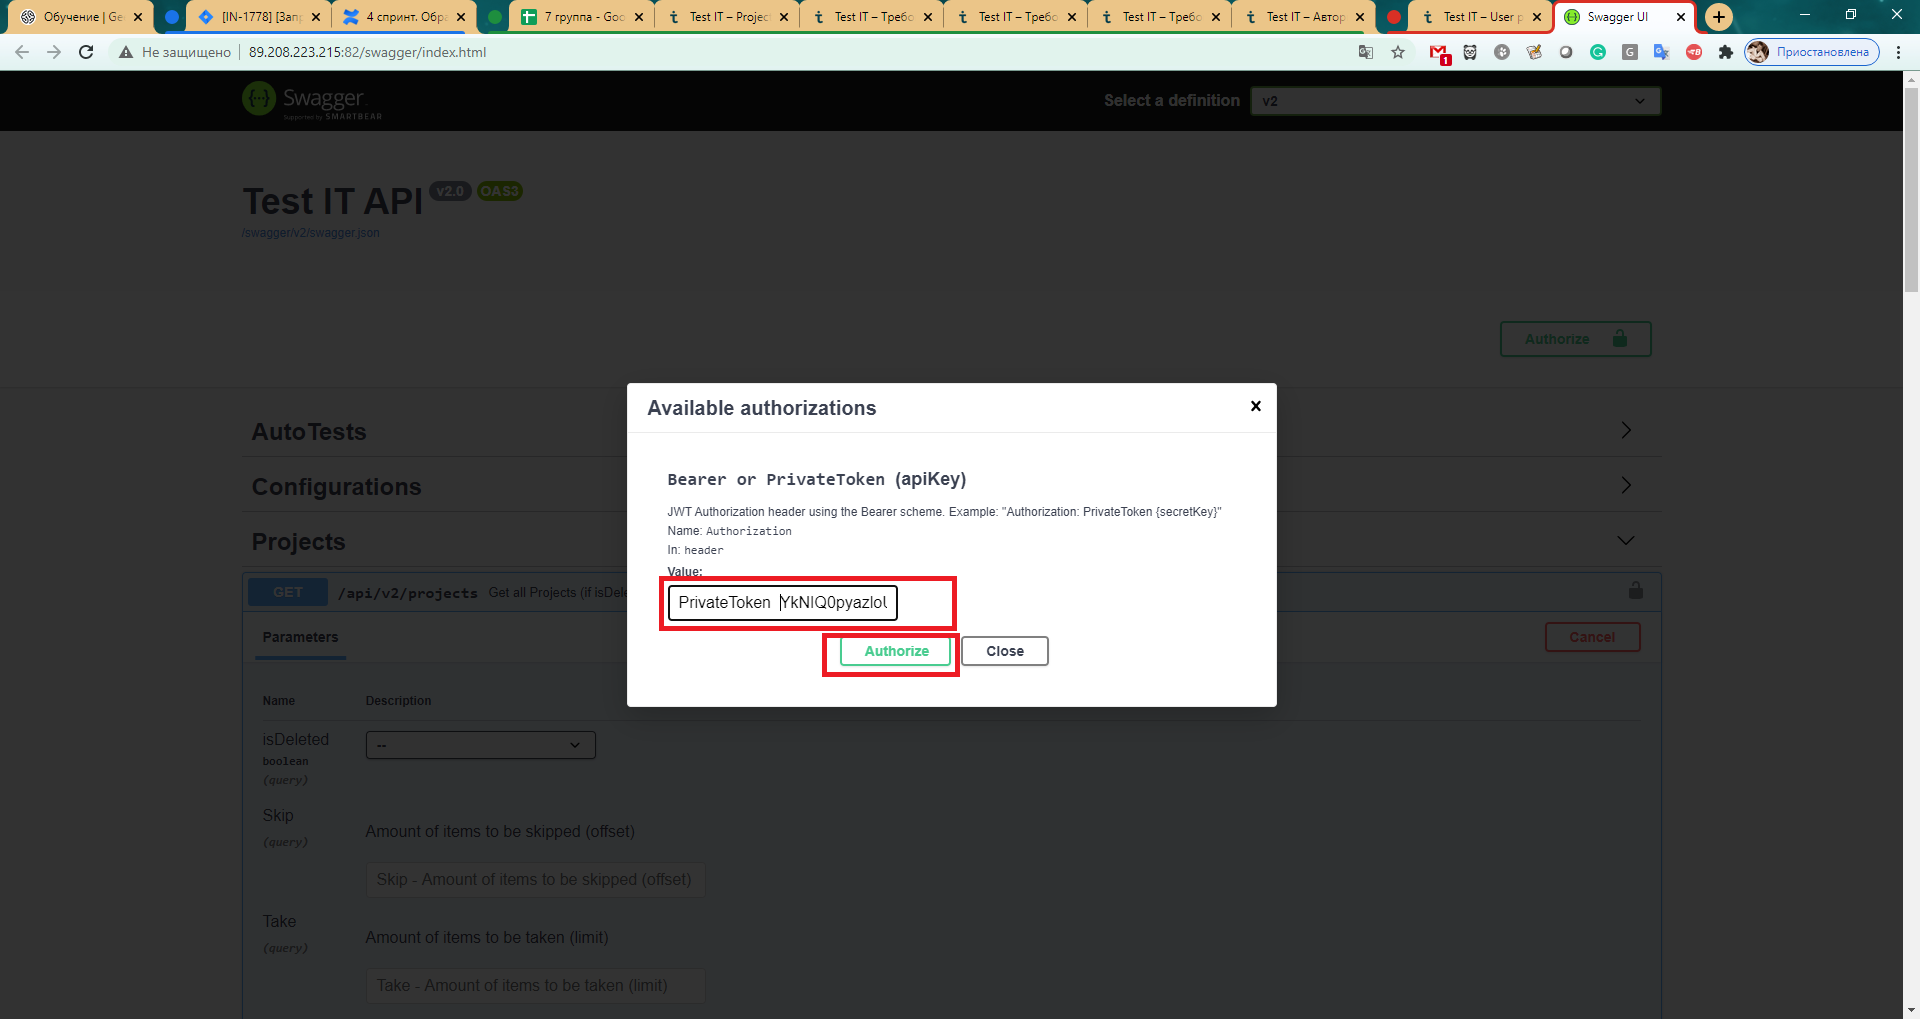 Обучение | Ge
[IN-1778] [Запр
4 спринт. Обра
7 группа - Goo
Test IT – Project
Test IT – Требо
Test IT – Требо
Test IT – Требо
Test IT – Автор
Test IT – User p
Swagger UI
Не защищено
89.208.223.215:82/swagger/index.html
1
Приостановлена
Swagger.
Supported by SMARTBEAR
Select a definition
v2
Test IT API v2.0 OAS3
/swagger/v2/swagger.json
Authorize
AutoTests
Configurations
Projects
GET /api/v2/projects Get all Projects (if isDele
Parameters
Cancel
Name Description
isDeleted
boolean
(query)
--
Skip
(query)
Amount of items to be skipped (offset)
Skip - Amount of items to be skipped (offset)
Take
(query)
Amount of items to be taken (limit)
Take - Amount of items to be taken (limit)
Available authorizations
Bearer or PrivateToken (apiKey)
JWT Authorization header using the Bearer scheme. Example: "Authorization: PrivateToken {secretKey}"
Name: Authorization
In: header
Value:
PrivateToken
Authorize
Close